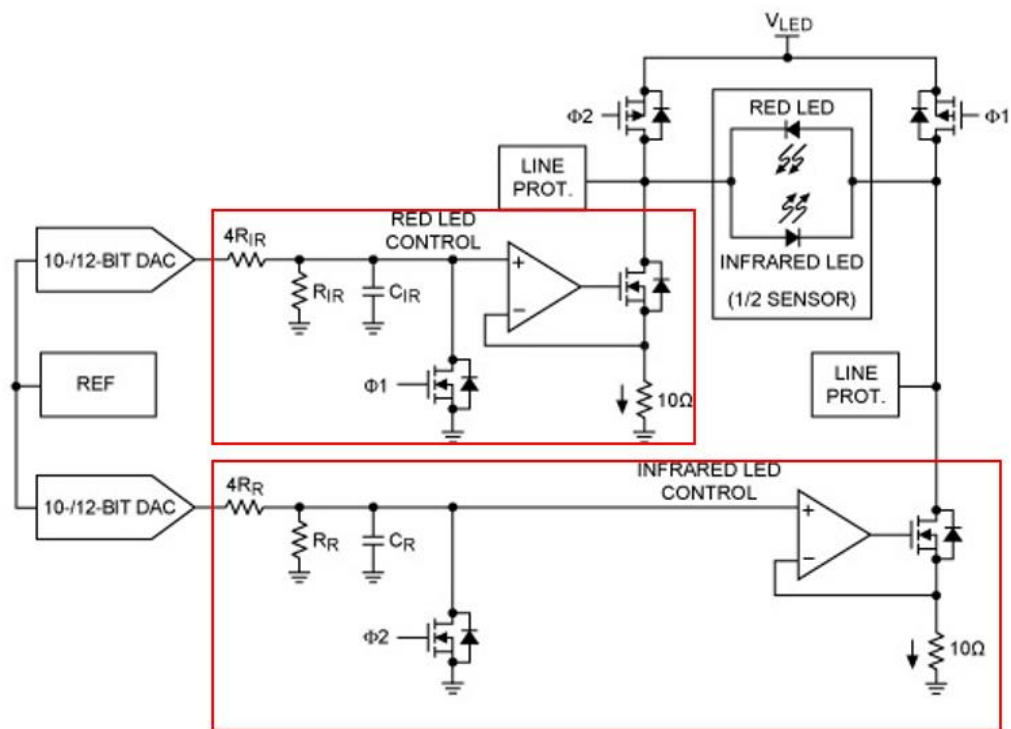 VLED
Φ2
RED LED
Φ1
INFRARED LED
(1/2 SENSOR)
LINE
PROT.
RED LED
CONTROL
10-/12-BIT DAC
4RIR
RIR
CIR
+
−
Φ1
10Ω
REF
LINE
PROT.
INFRARED LED
CONTROL
10-/12-BIT DAC
4RR
RR
CR
+
−
Φ2
10Ω